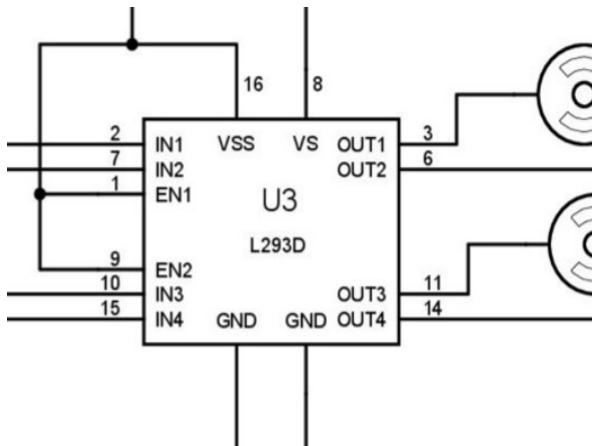 16 8
2 IN1 VSS VS OUT1 3
7 IN2 OUT2 6
1 EN1
U3
L293D
9 EN2
10 IN3 OUT3 11
15 IN4 GND GND OUT4 14